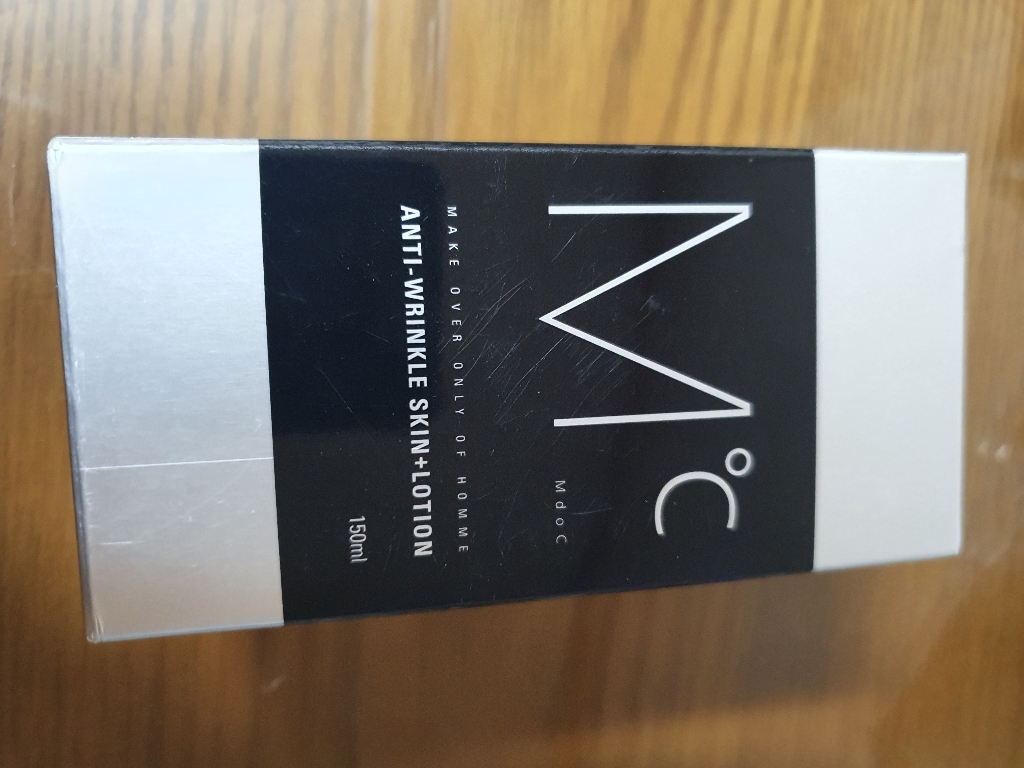 M°C
MdoC
MAKE OVER ONLY OF HOMME
ANTI-WRINKLE SKIN+LOTION
150ml